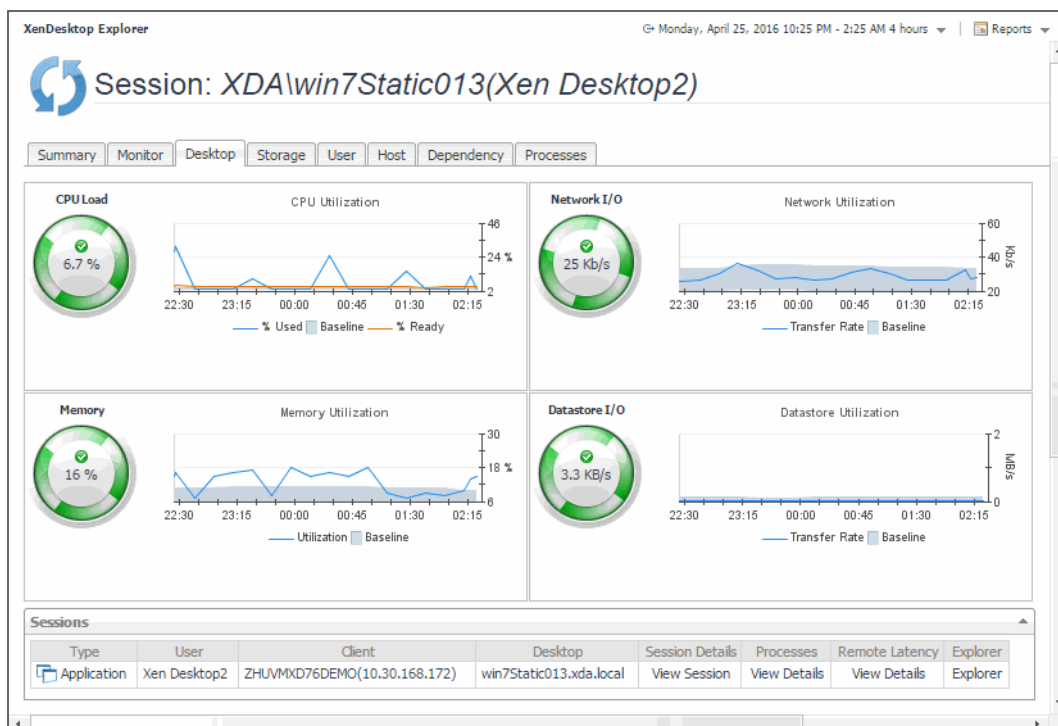 XenDesktop Explorer
Monday, April 25, 2016 10:25 PM - 2:25 AM 4 hours
Reports
Session: XDA\win7Static013(Xen Desktop2)
Summary Monitor Desktop Storage User Host Dependency Processes
CPU Load
6.7 %
CPU Utilization
46
24 %
2
22:30 23:15 00:00 00:45 01:30 02:15
% Used Baseline % Ready
Network I/O
25 Kb/s
Network Utilization
60
40
20
Kb/s
22:30 23:15 00:00 00:45 01:30 02:15
Transfer Rate Baseline
Memory
16 %
Memory Utilization
30
18 %
6
22:30 23:15 00:00 00:45 01:30 02:15
Utilization Baseline
Datastore I/O
3.3 KB/s
Datastore Utilization
2
0
MB/s
22:30 23:15 00:00 00:45 01:30 02:15
Transfer Rate Baseline
Sessions
Type User Client Desktop Session Details Processes Remote Latency Explorer
Application Xen Desktop2 ZHUVMXD76DEMO(10.30.168.172) win7Static013.xda.local View Session View Details View Details Explorer